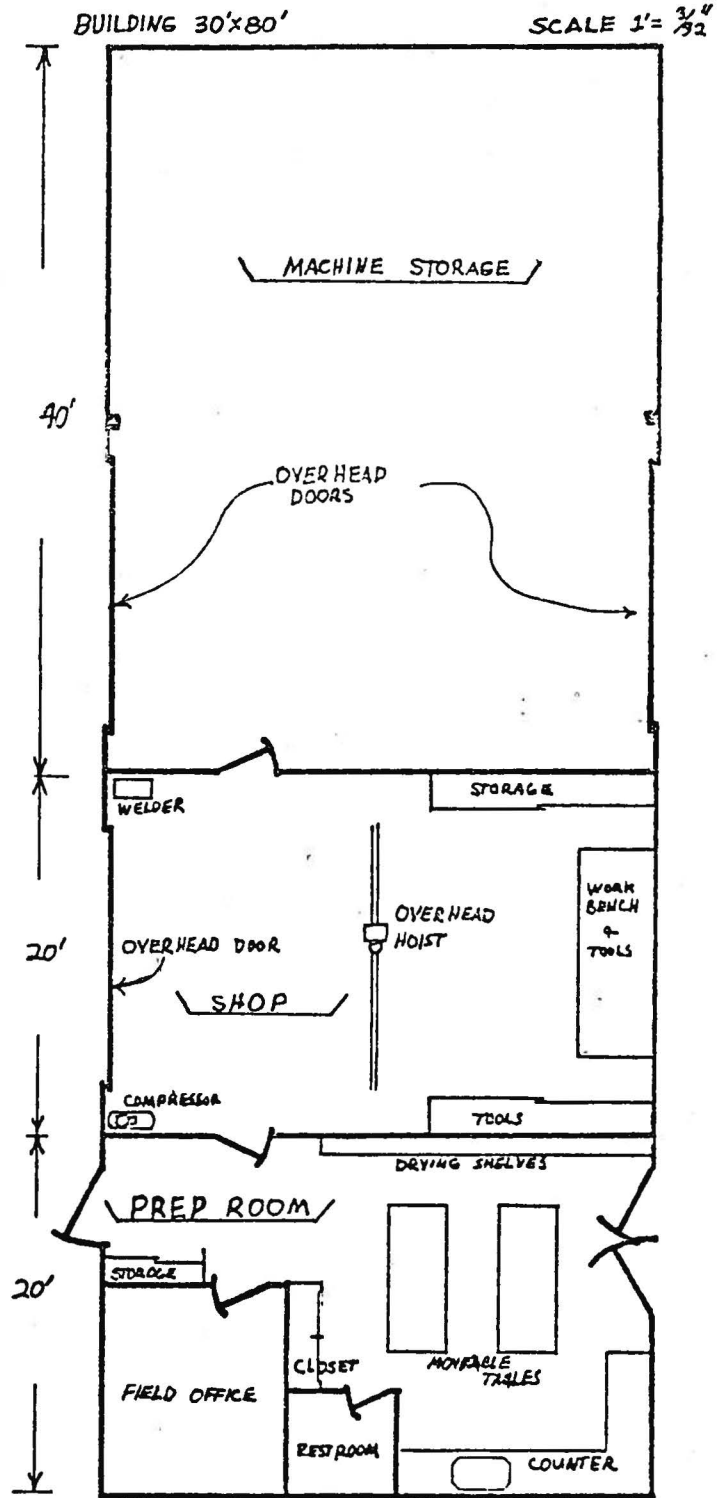 BUILDING 30'×80'
SCALE 1'= 3/32"
MACHINE STORAGE
40'
OVERHEAD
DOORS
STORAGE
WELDER
WORK
BENCH
&
TOOLS
OVERHEAD
HOIST
20'
OVERHEAD DOOR
SHOP
COMPRESSOR
TOOLS
DRYING SHELVES
PREP ROOM
STORAGE
20'
CLOSET
MOVEABLE
TABLES
FIELD OFFICE
RESTROOM
COUNTER